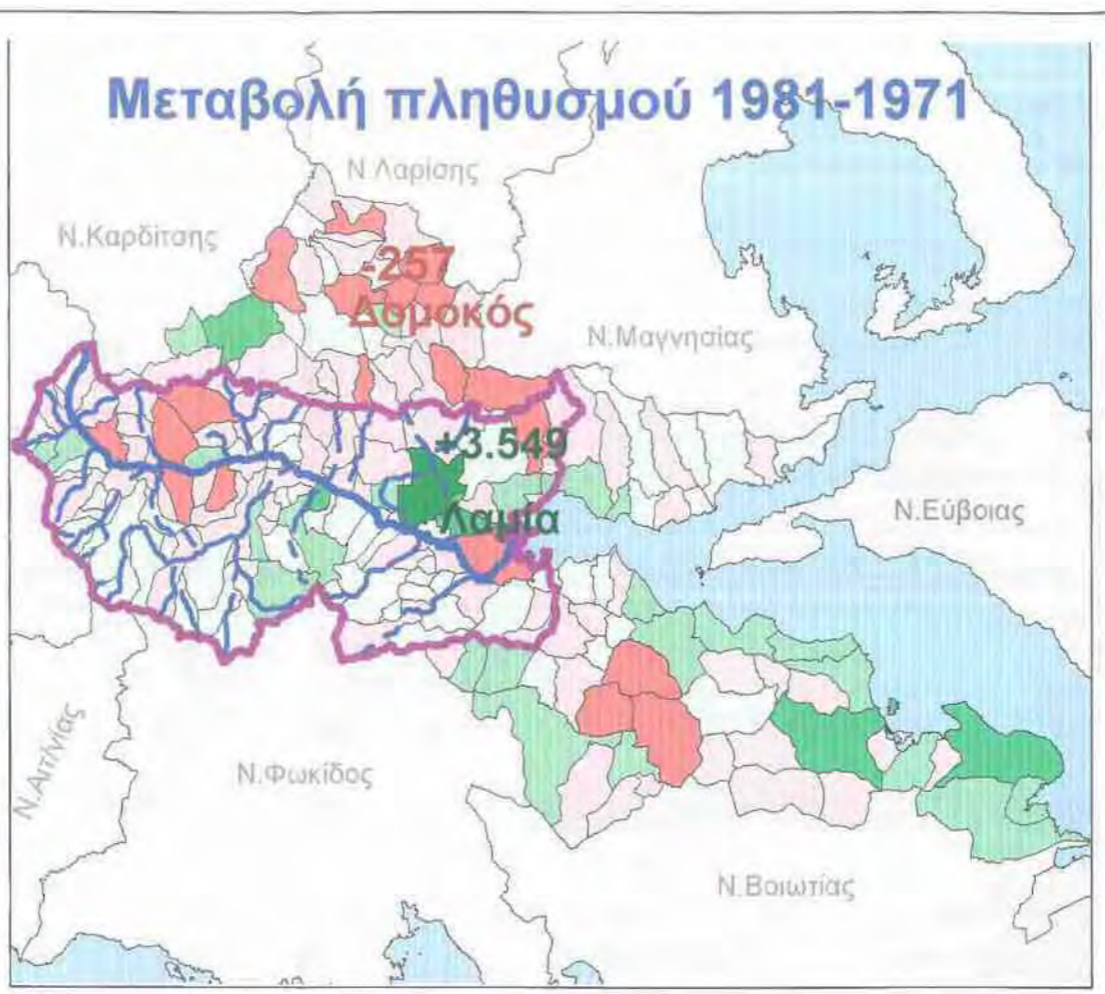 Μεταβολή πληθυσμού 1981-1971
Ν.Λαρίσης
Ν.Καρδίτσης
-257
Δομοκός
Ν.Μαγνησίας
+3.549
Λαμία
Ν.Εύβοιας
Ν.Αιτ/νίας
Ν.Φωκίδος
Ν.Βοιωτίας